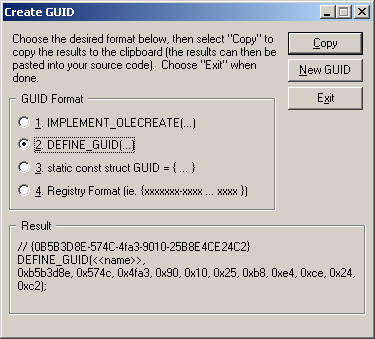 Create GUID
Choose the desired format below, then select "Copy" to
copy the results to the clipboard (the results can then be
pasted into your source code). Choose "Exit" when
done.
Copy
New GUID
Exit
GUID Format
1. IMPLEMENT_OLECREATE(...)
2. DEFINE_GUID(...)
3. static const struct GUID = { ... }
4. Registry Format (ie. {xxxxxxx-xxxx ... xxxx })
Result
// {0B5B3D8E-574C-4fa3-9010-25B8E4CE24C2}
DEFINE_GUID(<<name>>,
0xb5b3d8e, 0x574c, 0x4fa3, 0x90, 0x10, 0x25, 0xb8, 0xe4, 0xce, 0x24,
0xc2);